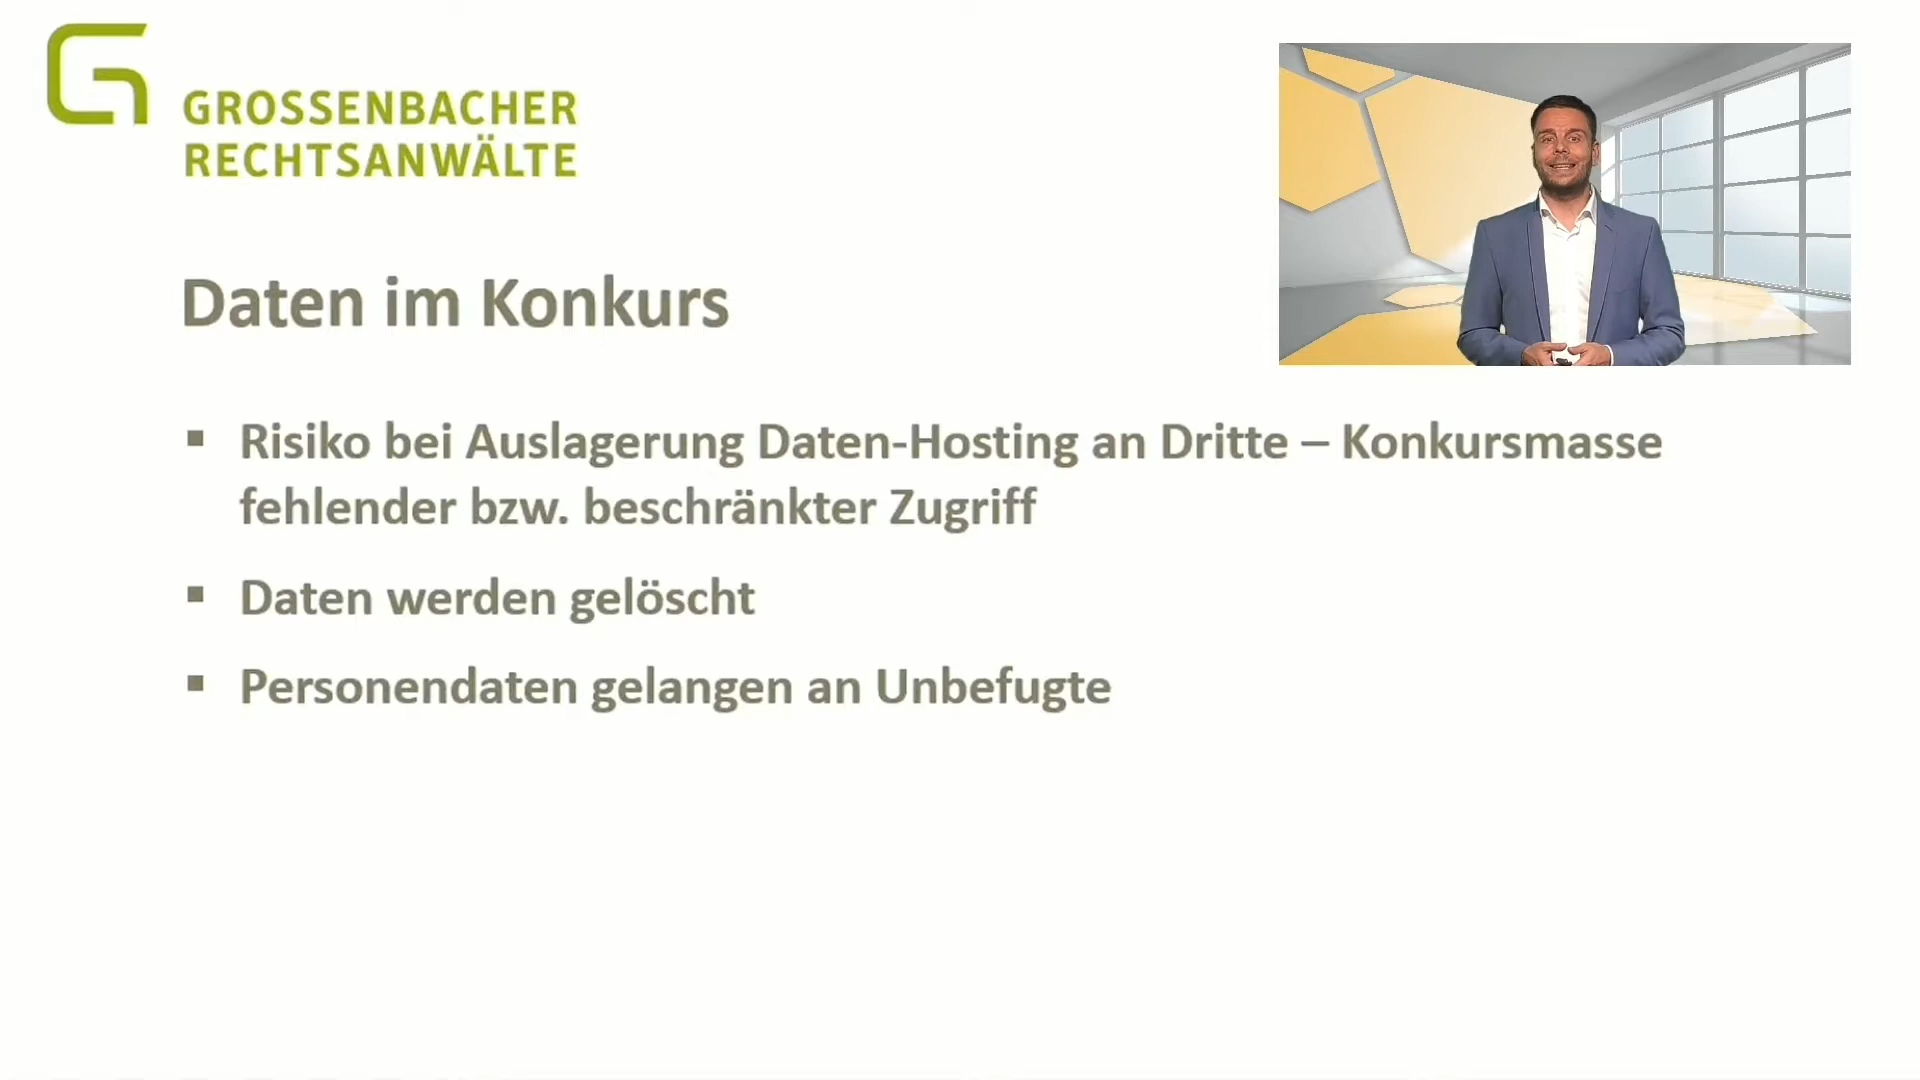 GROSSENBACHER
RECHTSANWÄLTE
Daten im Konkurs
▪ Risiko bei Auslagerung Daten-Hosting an Dritte – Konkursmasse
fehlender bzw. beschränkter Zugriff
▪ Daten werden gelöscht
▪ Personendaten gelangen an Unbefugte